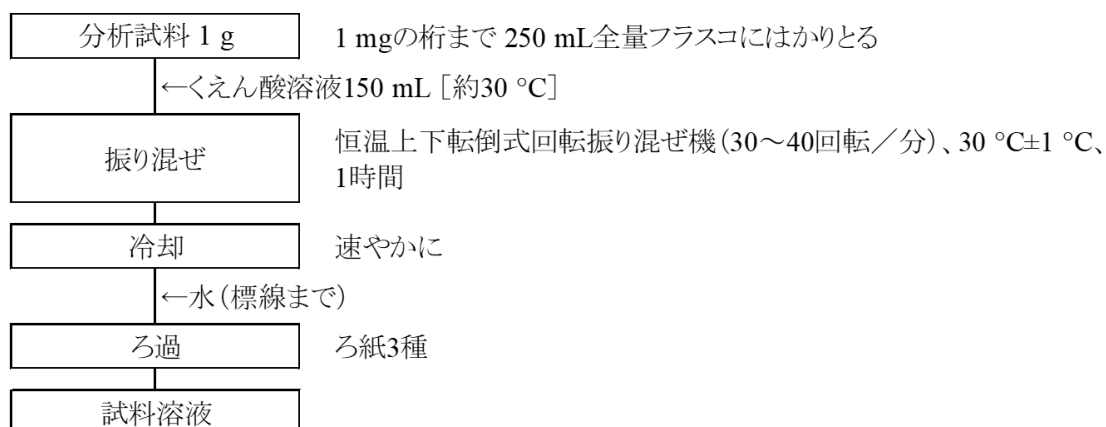 分析試料 1 g
1 mgの桁まで 250 mL全量フラスコにはかりとる
←くえん酸溶液150 mL［約30 °C］
振り混ぜ
恒温上下転倒式回転振り混ぜ機（30～40回転／分）、30 °C±1 °C、
1時間
冷却
速やかに
←水（標線まで）
ろ過
ろ紙3種
試料溶液